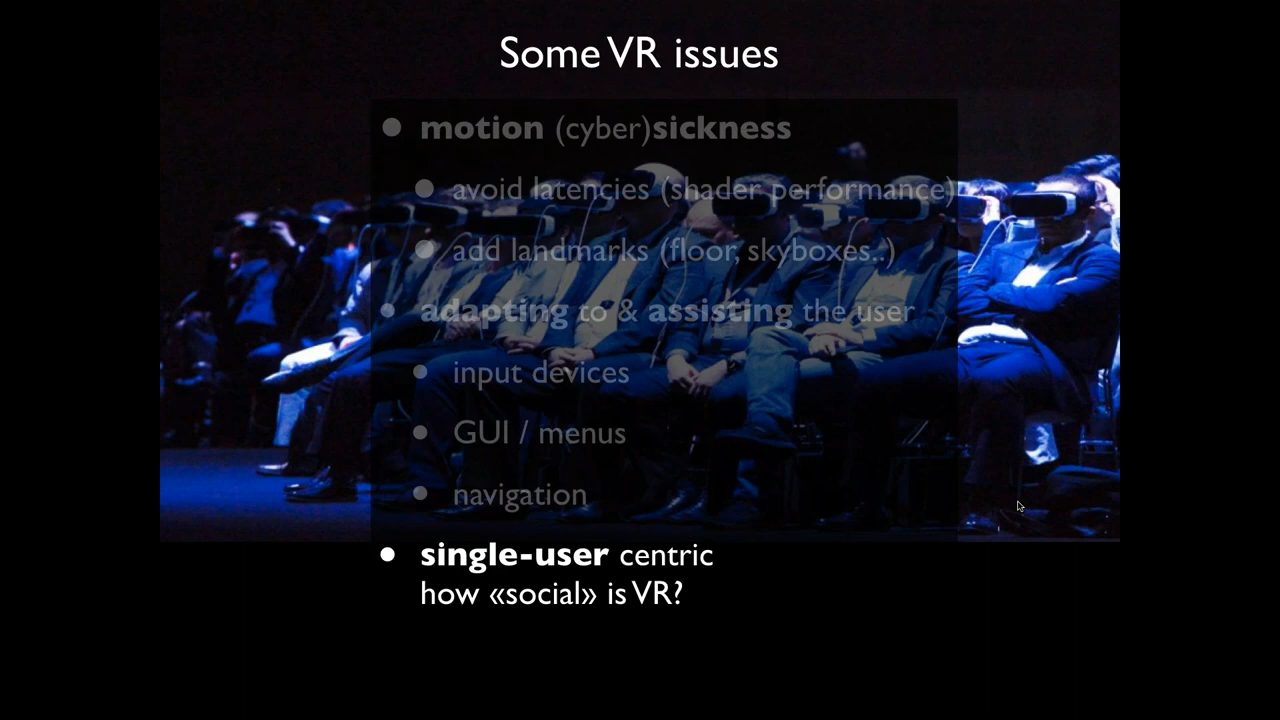 Some VR issues
motion (cyber)sickness
avoid latencies (shader performance)
add landmarks (floor, skyboxes..)
adapting to & assisting the user
input devices
GUI / menus
navigation
single-user centric
how «social» is VR?